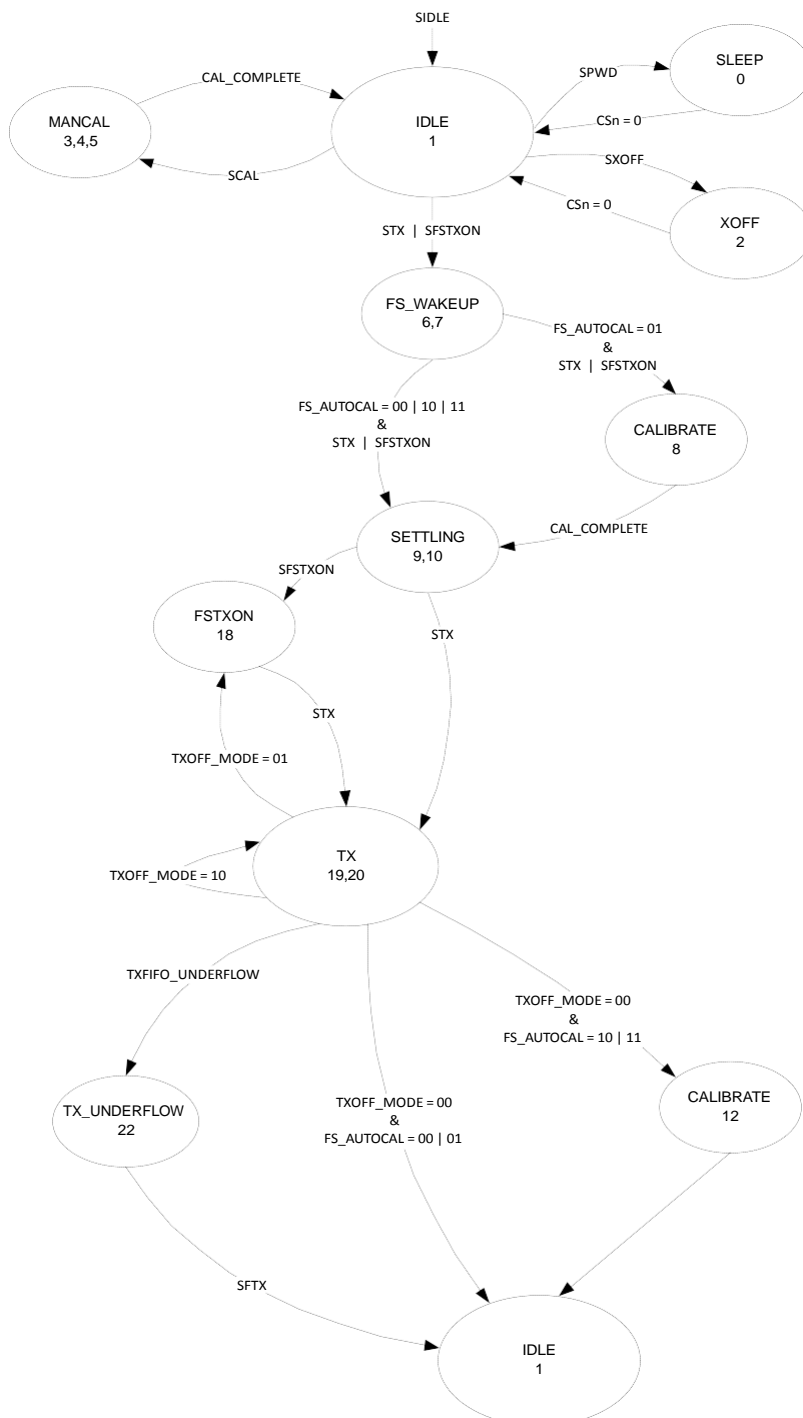 SIDLE
SLEEP
0
SPWD
CAL_COMPLETE
MANCAL
3,4,5
IDLE
1
CSn = 0
SXOFF
SCAL
CSn = 0
XOFF
2
STX | SFSTXON
FS_WAKEUP
6,7
FS_AUTOCAL = 01
&
STX | SFSTXON
FS_AUTOCAL = 00 | 10 | 11
&
STX | SFSTXON
CALIBRATE
8
SETTLING
9,10
CAL_COMPLETE
SFSTXON
FSTXON
18
STX
STX
TXOFF_MODE = 01
TX
19,20
TXOFF_MODE = 10
TXFIFO_UNDERFLOW
TXOFF_MODE = 00
&
FS_AUTOCAL = 10 | 11
TX_UNDERFLOW
22
TXOFF_MODE = 00
&
FS_AUTOCAL = 00 | 01
CALIBRATE
12
SFTX
IDLE
1